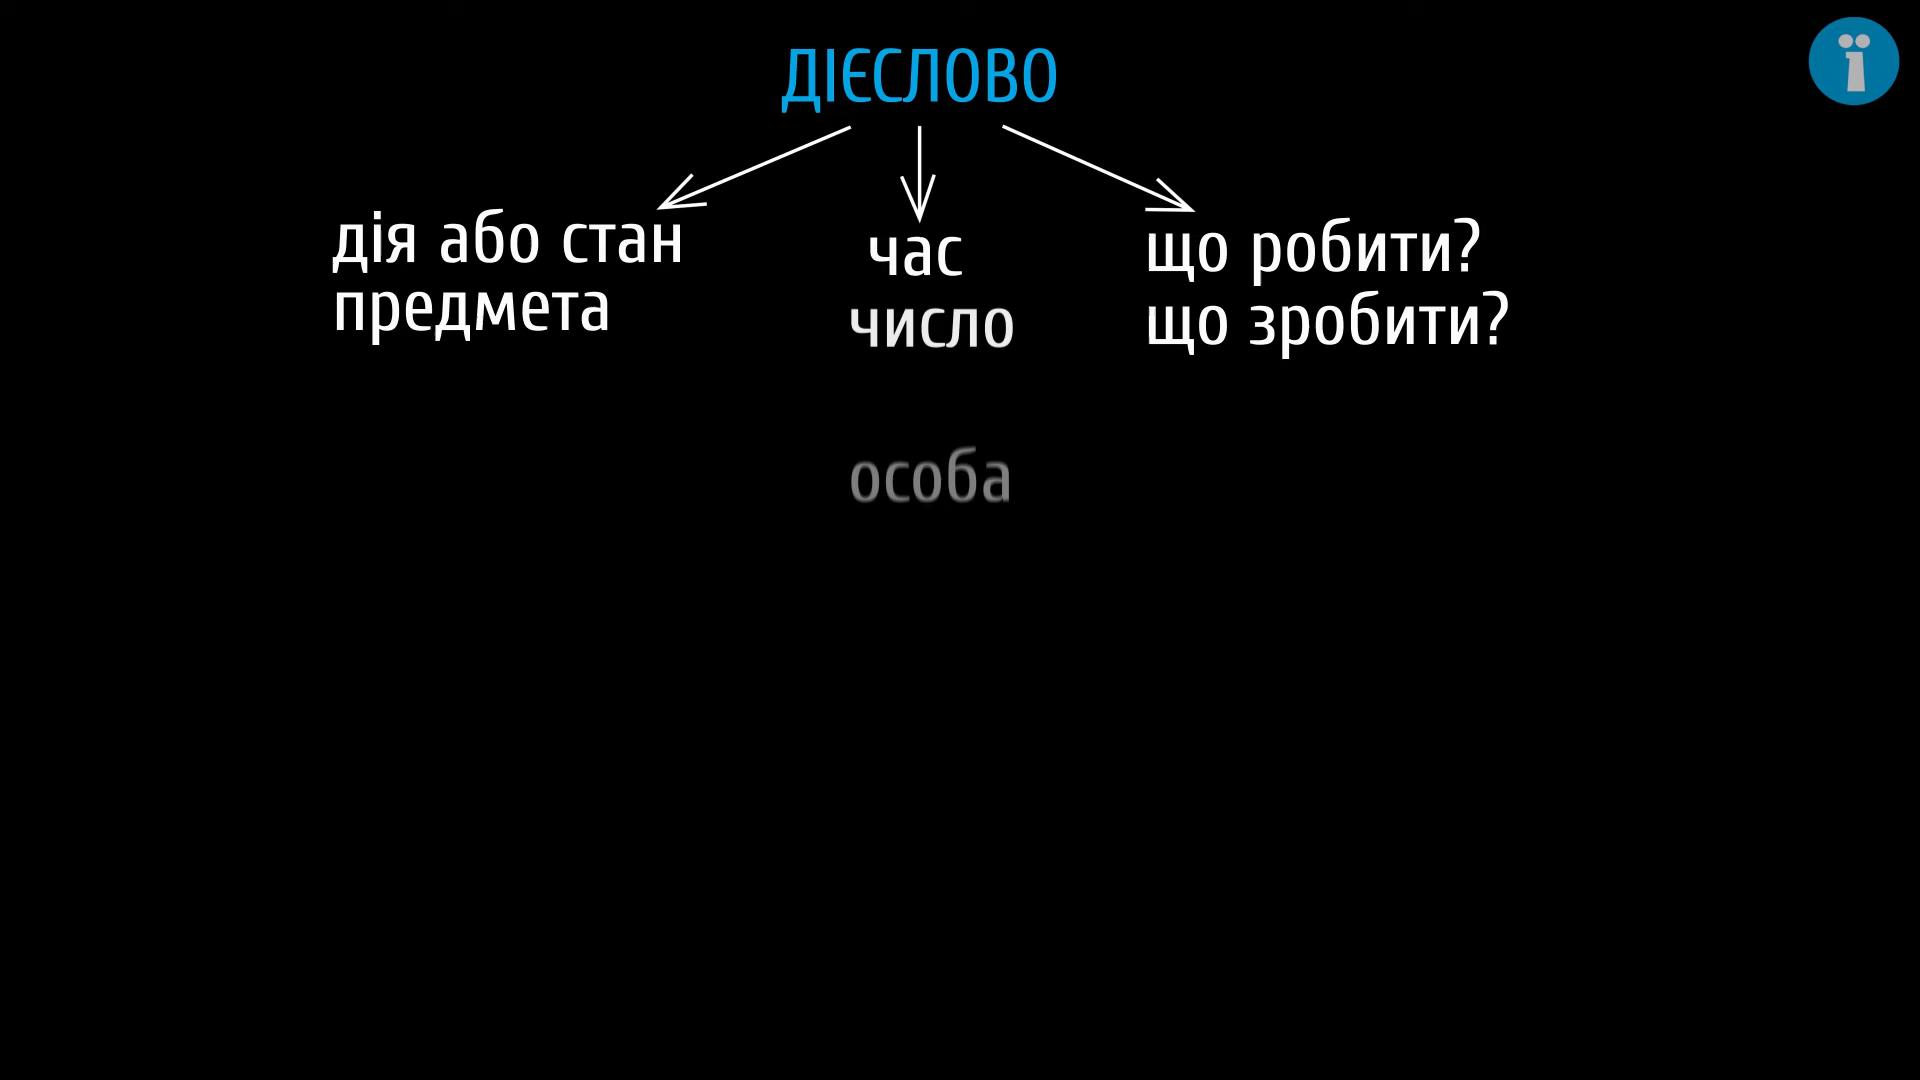 ДІЄСЛОВО
дія або стан
предмета
час
число
особа
що робити?
що зробити?
ї